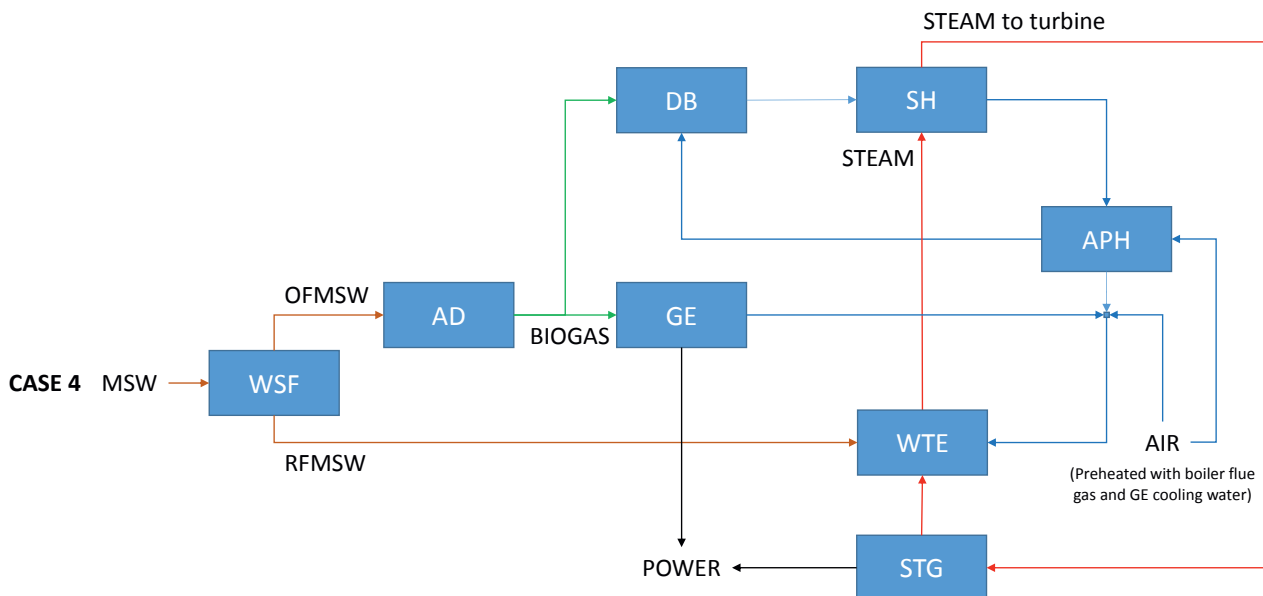 STEAM to turbine
DB
SH
STEAM
APH
OFMSW
AD
GE
BIOGAS
CASE 4 MSW
WSF
RFMSW
WTE
AIR
(Preheated with boiler flue
gas and GE cooling water)
POWER
STG